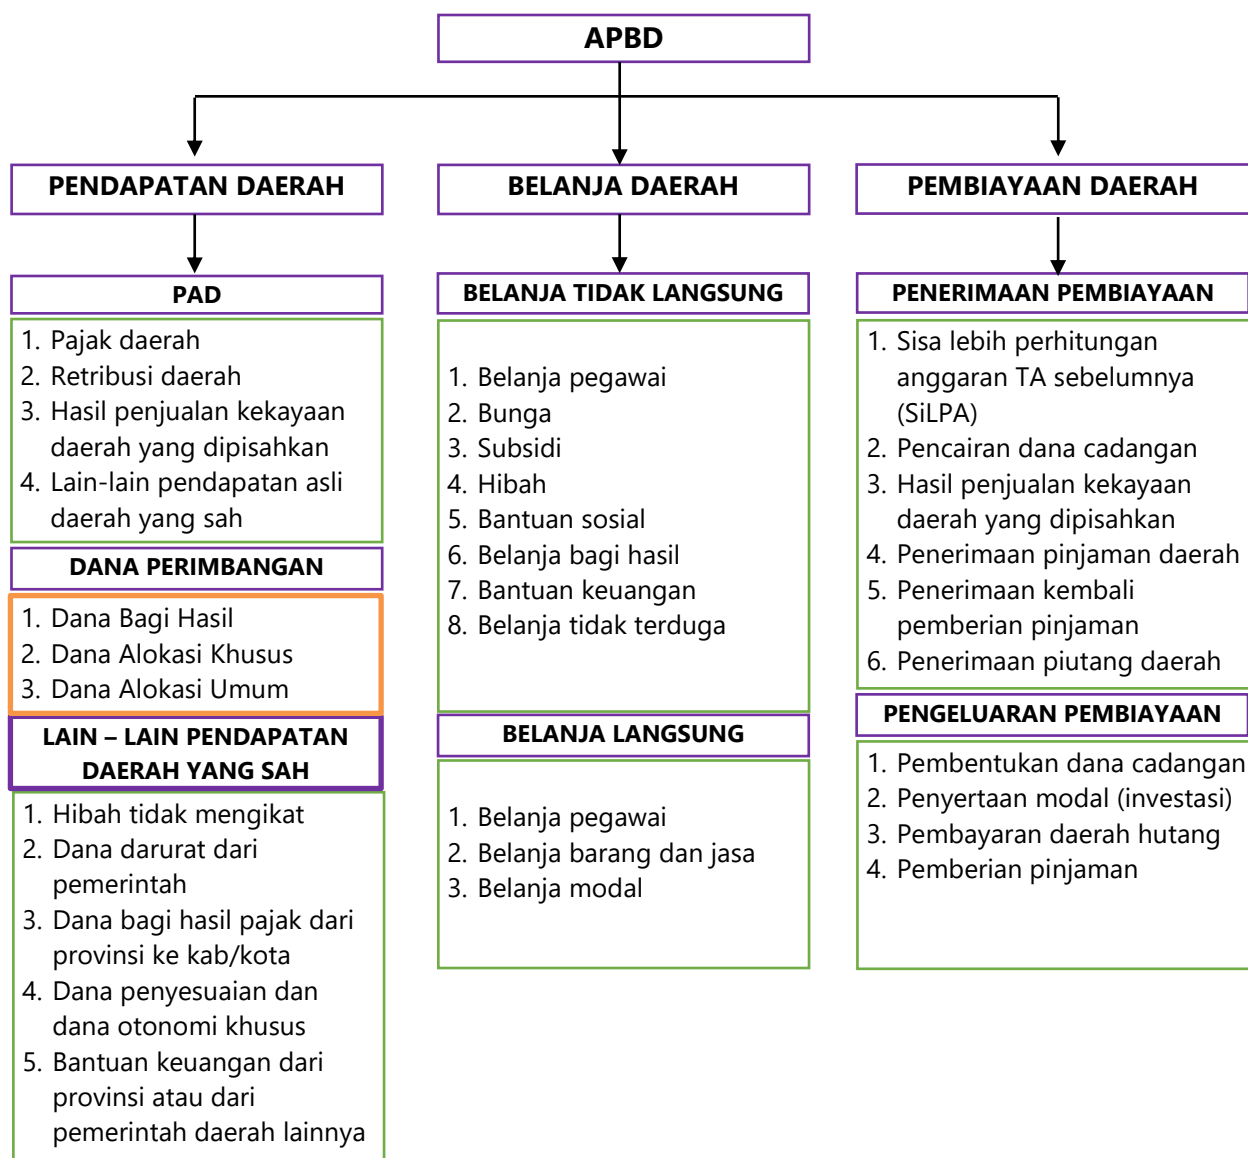 APBD
PENDAPATAN DAERAH
PAD
1. Pajak daerah
2. Retribusi daerah
3. Hasil penjualan kekayaan
daerah yang dipisahkan
4. Lain-lain pendapatan asli
daerah yang sah
DANA PERIMBANGAN
1. Dana Bagi Hasil
2. Dana Alokasi Khusus
3. Dana Alokasi Umum
LAIN – LAIN PENDAPATAN
DAERAH YANG SAH
1. Hibah tidak mengikat
2. Dana darurat dari
pemerintah
3. Dana bagi hasil pajak dari
provinsi ke kab/kota
4. Dana penyesuaian dan
dana otonomi khusus
5. Bantuan keuangan dari
provinsi atau dari
pemerintah daerah lainnya
BELANJA DAERAH
BELANJA TIDAK LANGSUNG
1. Belanja pegawai
2. Bunga
3. Subsidi
4. Hibah
5. Bantuan sosial
6. Belanja bagi hasil
7. Bantuan keuangan
8. Belanja tidak terduga
BELANJA LANGSUNG
1. Belanja pegawai
2. Belanja barang dan jasa
3. Belanja modal
PEMBIAYAAN DAERAH
PENERIMAAN PEMBIAYAAN
1. Sisa lebih perhitungan
anggaran TA sebelumnya
(SiLPA)
2. Pencairan dana cadangan
3. Hasil penjualan kekayaan
daerah yang dipisahkan
4. Penerimaan pinjaman daerah
5. Penerimaan kembali
pemberian pinjaman
6. Penerimaan piutang daerah
PENGELUARAN PEMBIAYAAN
1. Pembentukan dana cadangan
2. Penyertaan modal (investasi)
3. Pembayaran daerah hutang
4. Pemberian pinjaman